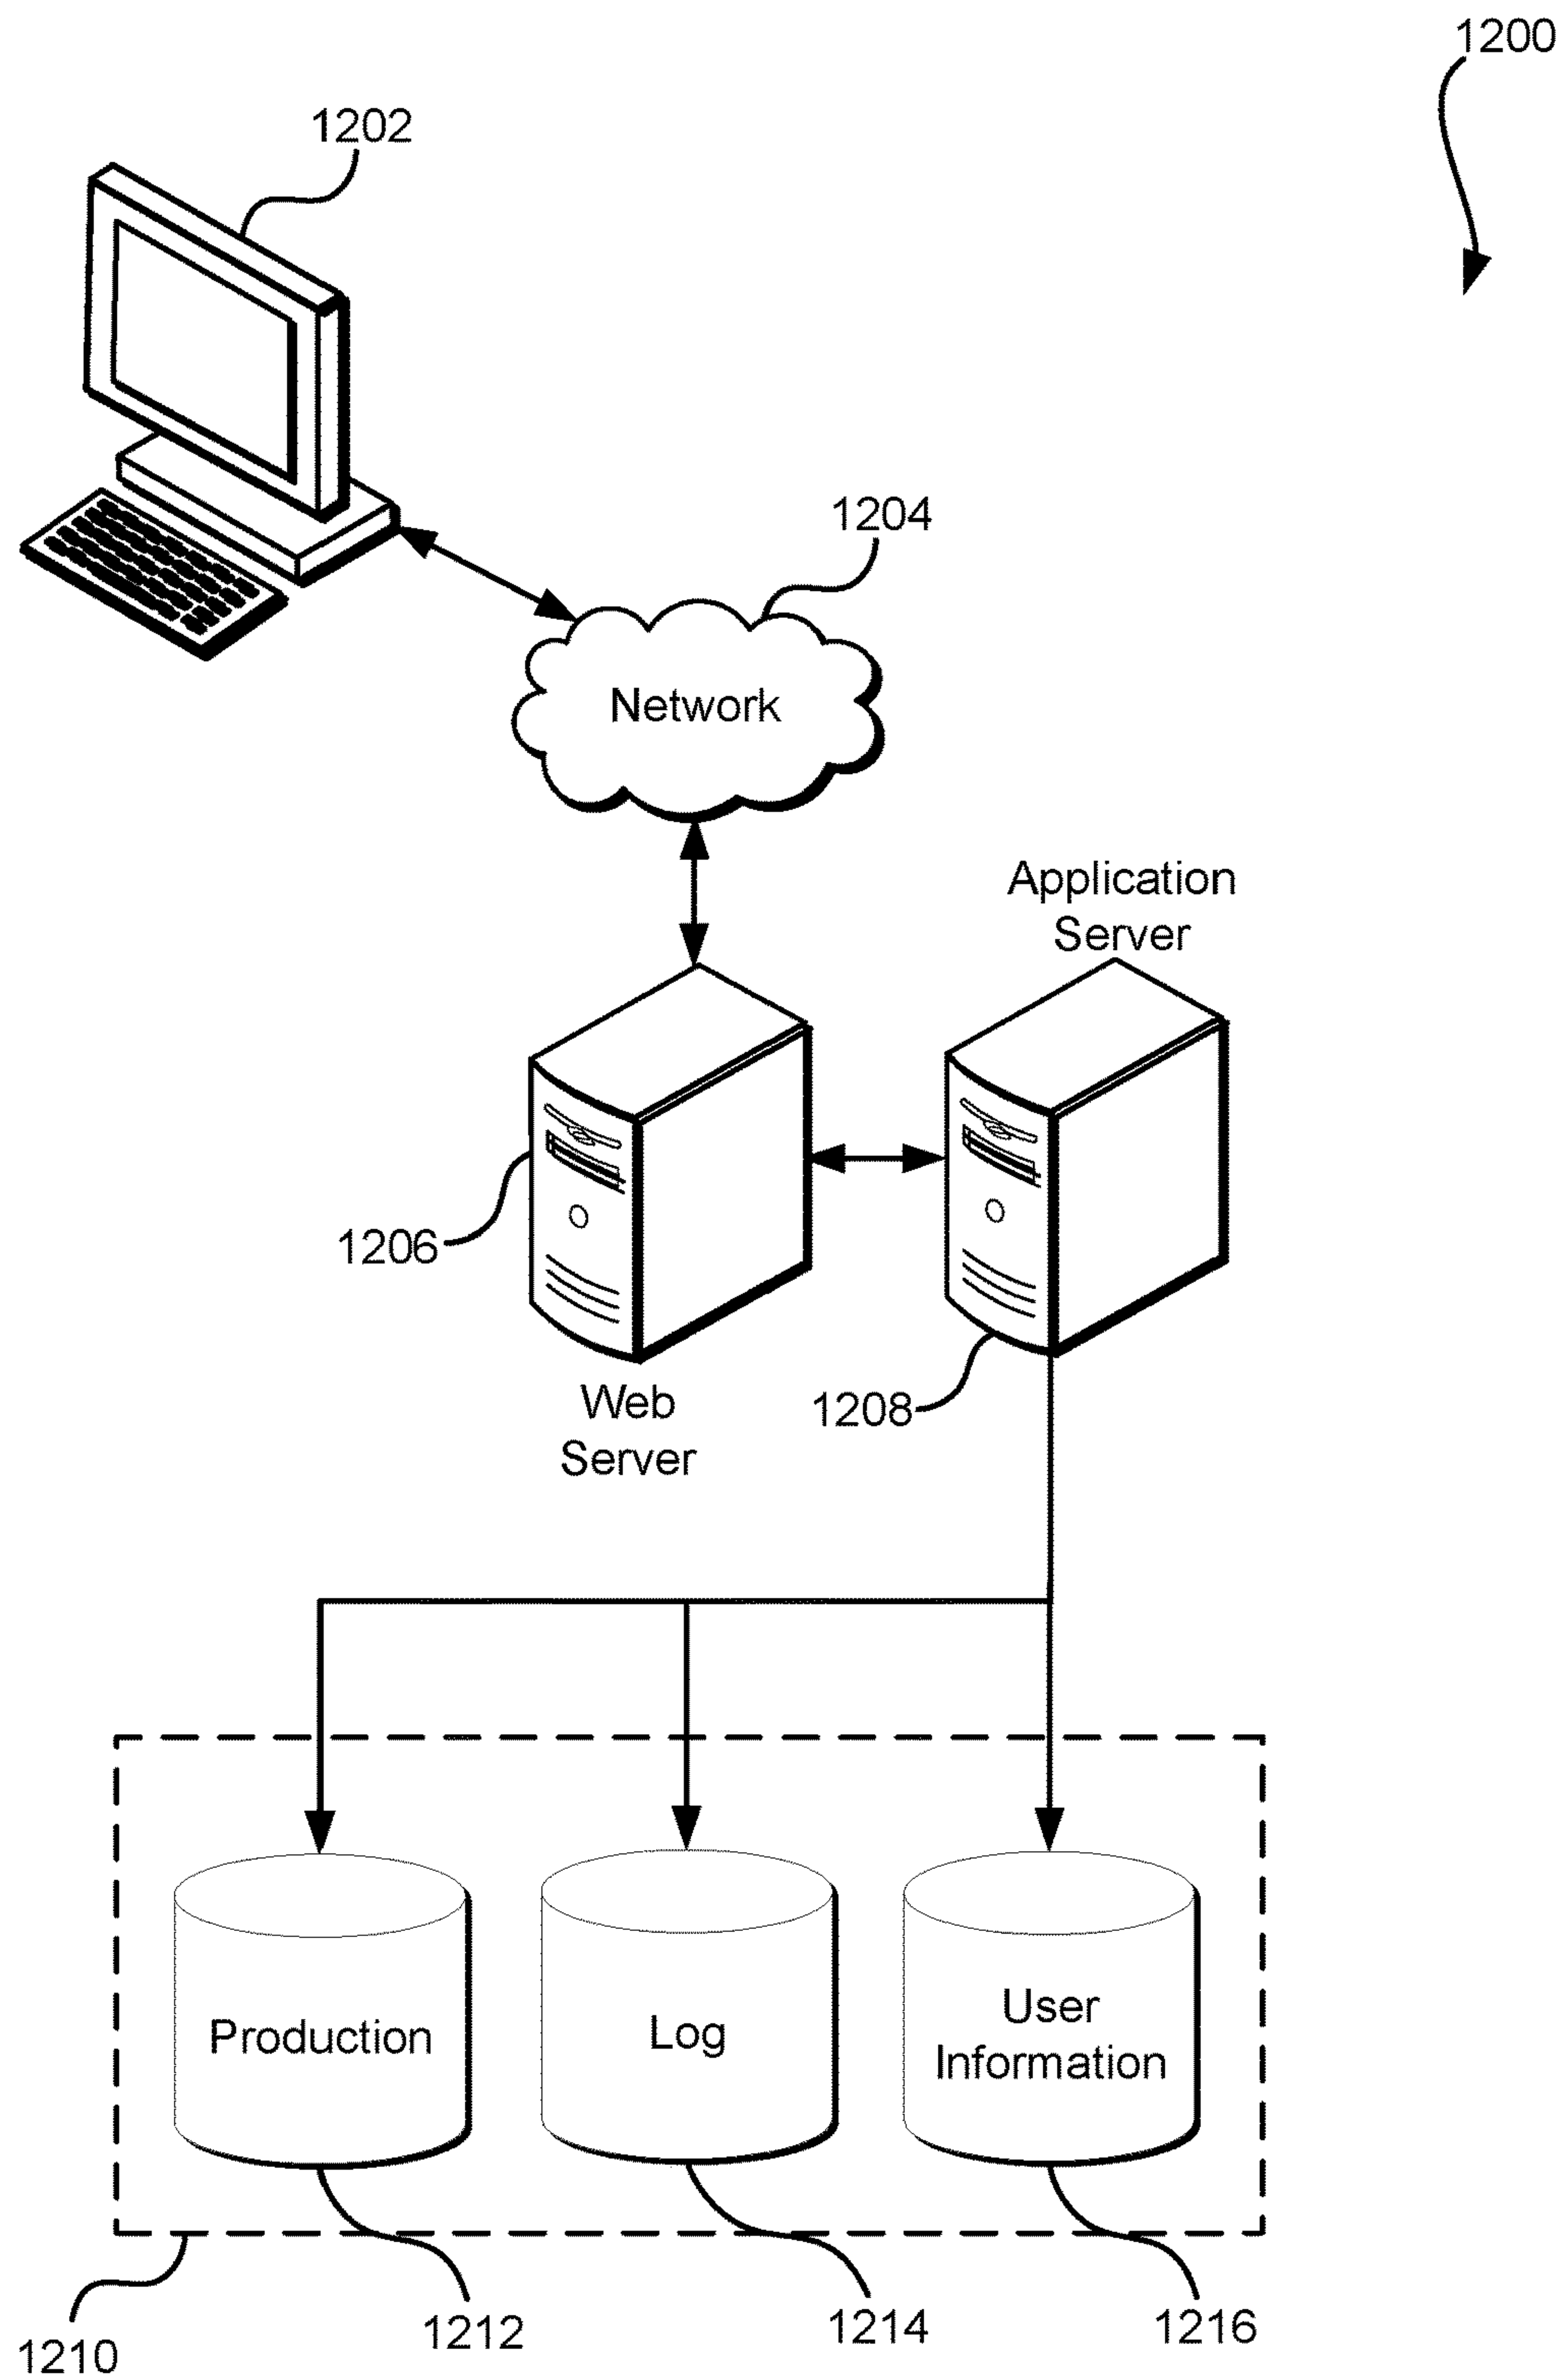 1200
1202
1204
Network
Application
Server
1206
1208
Web
Server
Production
Log
User
Information
1210
1212
1214
1216